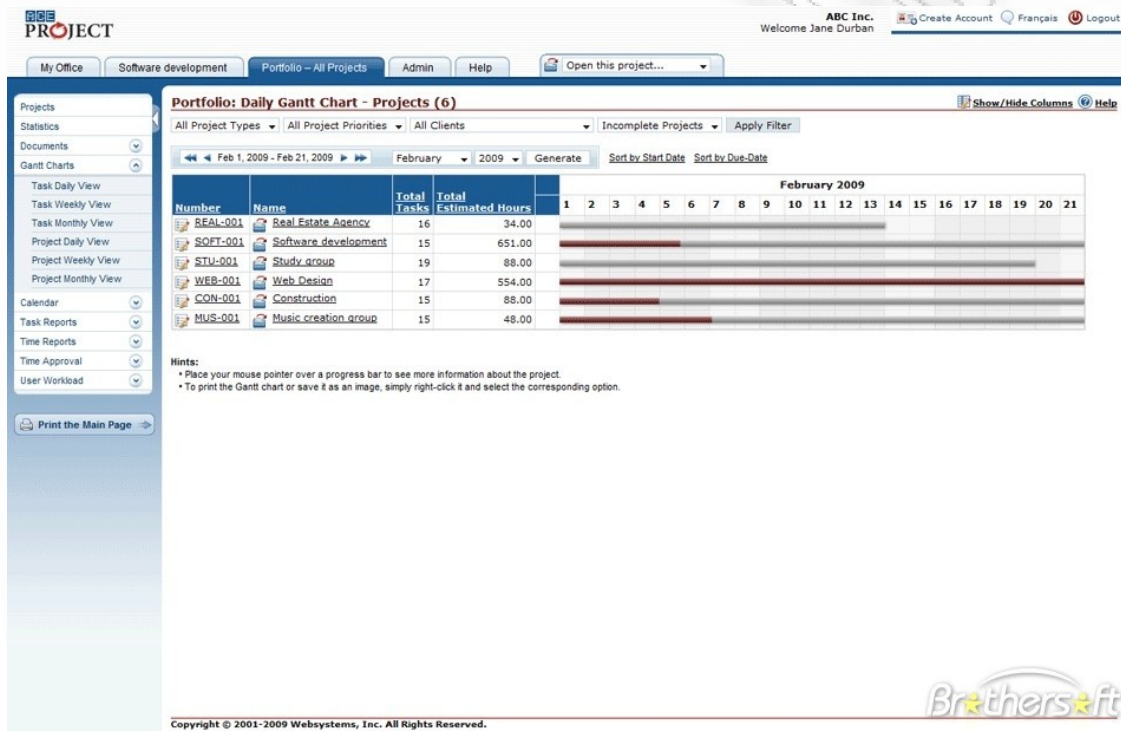 ACE
PROJECT
ABC Inc.
Welcome Jane Durban
Create Account Français Logout
My Office Software development Portfolio – All Projects Admin Help Open this project...
Projects
Statistics
Documents
Gantt Charts
Task Daily View
Task Weekly View
Task Monthly View
Project Daily View
Project Weekly View
Project Monthly View
Calendar
Task Reports
Time Reports
Time Approval
User Workload
Print the Main Page
Portfolio: Daily Gantt Chart - Projects (6)
Show/Hide Columns Help
All Project Types All Project Priorities All Clients Incomplete Projects Apply Filter
Feb 1, 2009 - Feb 21, 2009 February 2009 Generate Sort by Start Date Sort by Due-Date
February 2009
Number Name Total Tasks Total Estimated Hours 1 2 3 4 5 6 7 8 9 10 11 12 13 14 15 16 17 18 19 20 21
REAL-001 Real Estate Agency 16 34.00
SOFT-001 Software development 15 651.00
STU-001 Study group 19 88.00
WEB-001 Web Design 17 554.00
CON-001 Construction 15 88.00
MUS-001 Music creation group 15 48.00
Hints:
• Place your mouse pointer over a progress bar to see more information about the project.
• To print the Gantt chart or save it as an image, simply right-click it and select the corresponding option.
Brothersoft
Copyright © 2001-2009 Websystems, Inc. All Rights Reserved.